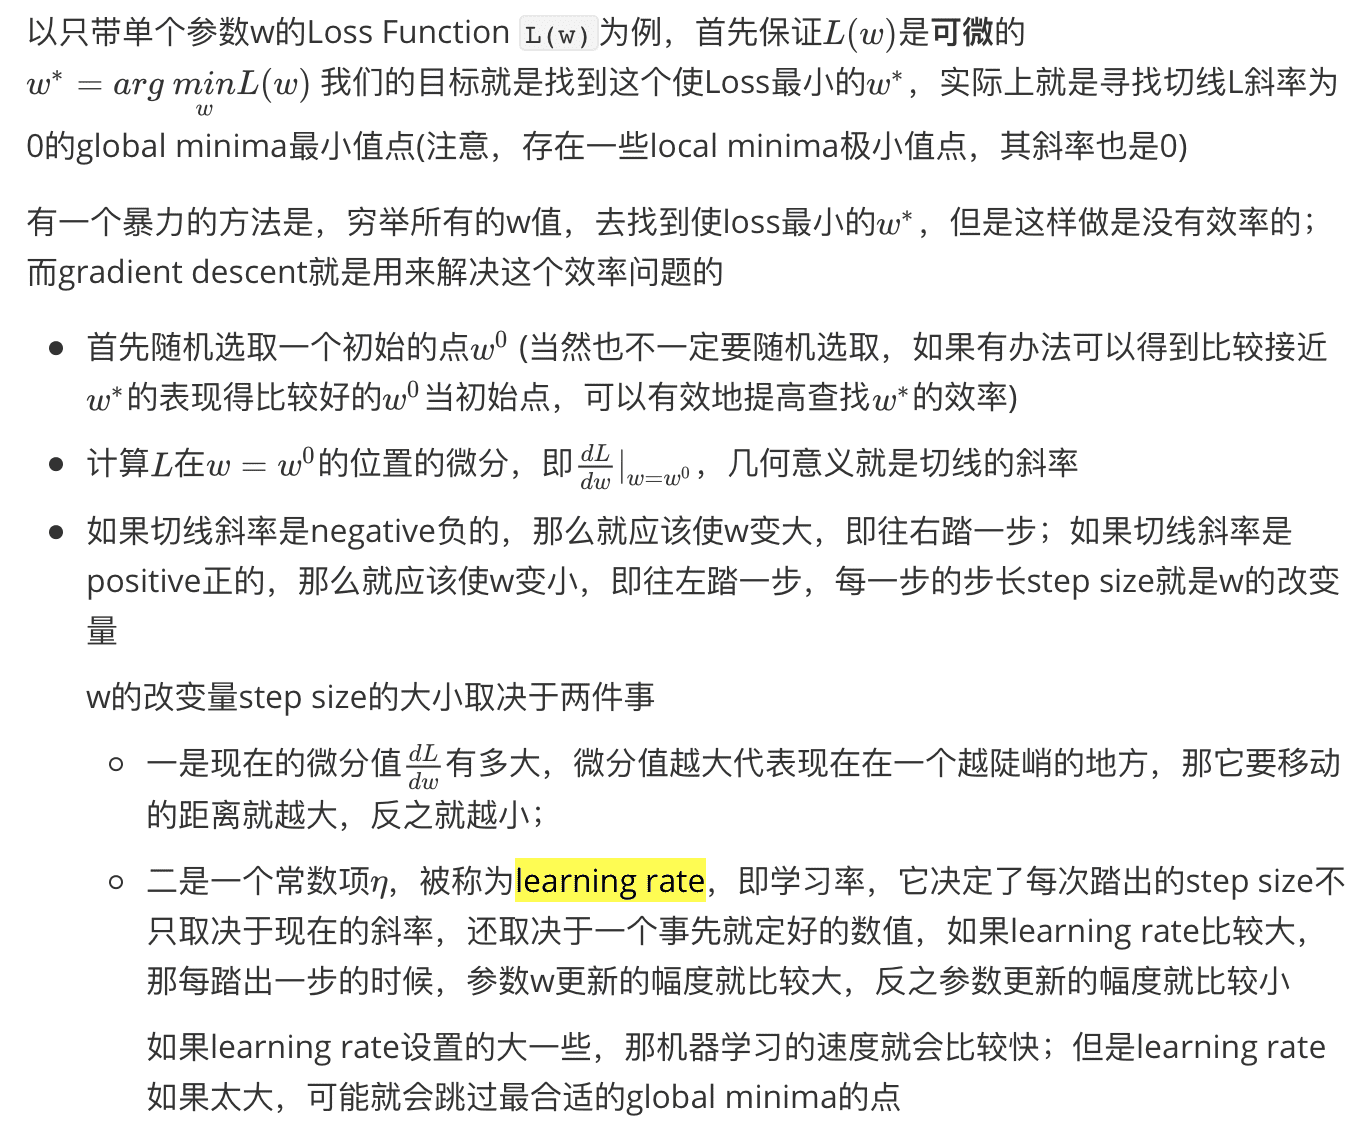 以只带单个参数w的Loss Function L(w)为例，首先保证L(w)是可微的
w* = arg min_w L(w) 我们的目标就是找到这个使Loss最小的w*，实际上就是寻找切线L斜率为
0的global minima最小值点(注意，存在一些local minima极小值点，其斜率也是0)
有一个暴力的方法是，穷举所有的w值，去找到使loss最小的w*，但是这样做是没有效率的；
而gradient descent就是用来解决这个效率问题的
● 首先随机选取一个初始的点w⁰ (当然也不一定要随机选取，如果有办法可以得到比较接近
w*的表现得比较好的w⁰当初始点，可以有效地提高查找w*的效率)
● 计算L在w = w⁰的位置的微分，即dL/dw|_{w=w⁰}，几何意义就是切线的斜率
● 如果切线斜率是negative负的，那么就应该使w变大，即往右踏一步；如果切线斜率是
positive正的，那么就应该使w变小，即往左踏一步，每一步的步长step size就是w的改变
量
w的改变量step size的大小取决于两件事
○ 一是现在的微分值dL/dw有多大，微分值越大代表现在在一个越陡峭的地方，那它要移动
的距离就越大，反之就越小；
○ 二是一个常数项η，被称为learning rate，即学习率，它决定了每次踏出的step size不
只取决于现在的斜率，还取决于一个事先就定好的数值，如果learning rate比较大，
那每踏出一步的时候，参数w更新的幅度就比较大，反之参数更新的幅度就比较小
如果learning rate设置的大一些，那机器学习的速度就会比较快；但是learning rate
如果太大，可能就会跳过最合适的global minima的点